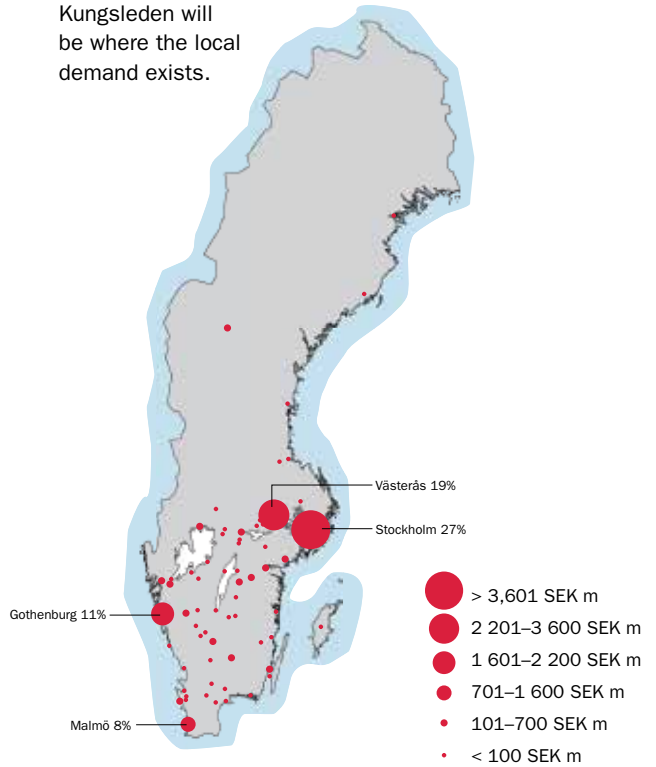 Kungsleden will
be where the local
demand exists.
Västerås 19%
Stockholm 27%
Gothenburg 11%
Malmö 8%
> 3,601 SEK m
2 201–3 600 SEK m
1 601–2 200 SEK m
701–1 600 SEK m
101–700 SEK m
< 100 SEK m